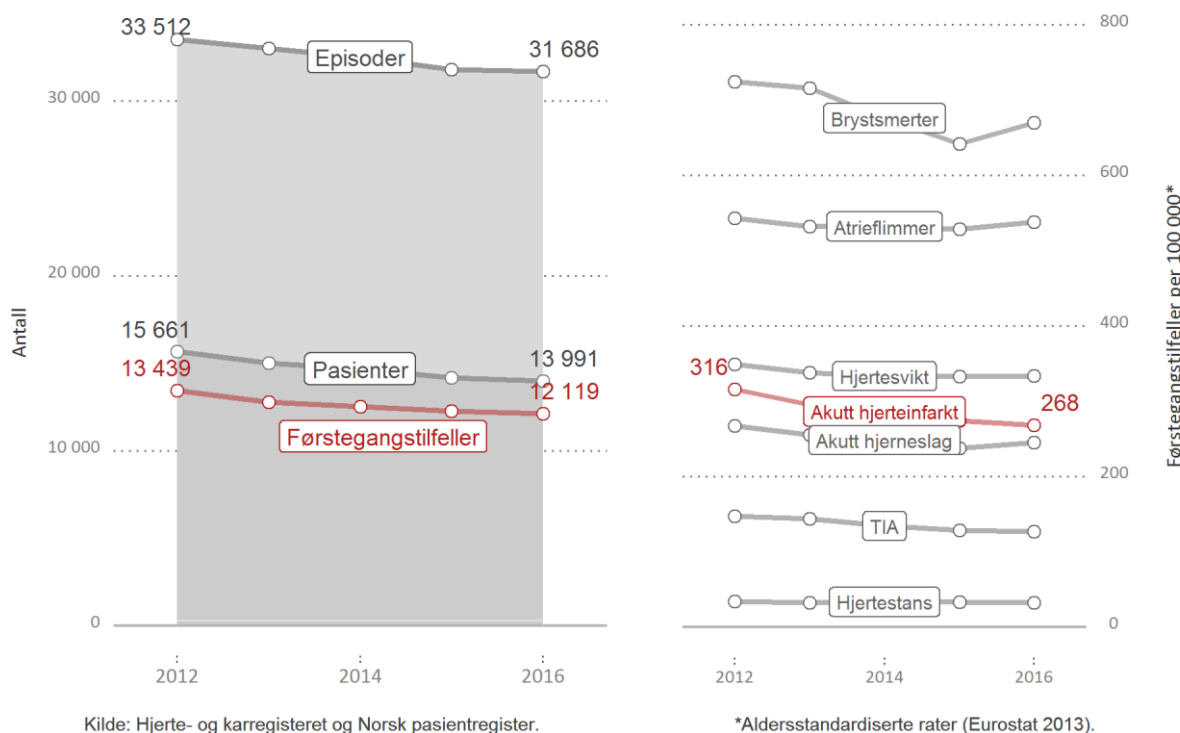 33 512
Episoder
31 686
30 000
20 000
Antall
15 661
Pasienter
13 991
13 439
12 119
Førstegangstilfeller
10 000
0
2012
2014
2016
Kilde: Hjerte- og karregisteret og Norsk pasientregister.
800
Brystsmerter
600
Atrieflimmer
400
316
Hjertesvikt
Akutt hjerteinfarkt
268
Akutt hjerneslag
200
TIA
Hjertestans
0
2012
2014
2016
Førstegangstilfeller per 100 000*
*Aldersstandardiserte rater (Eurostat 2013).